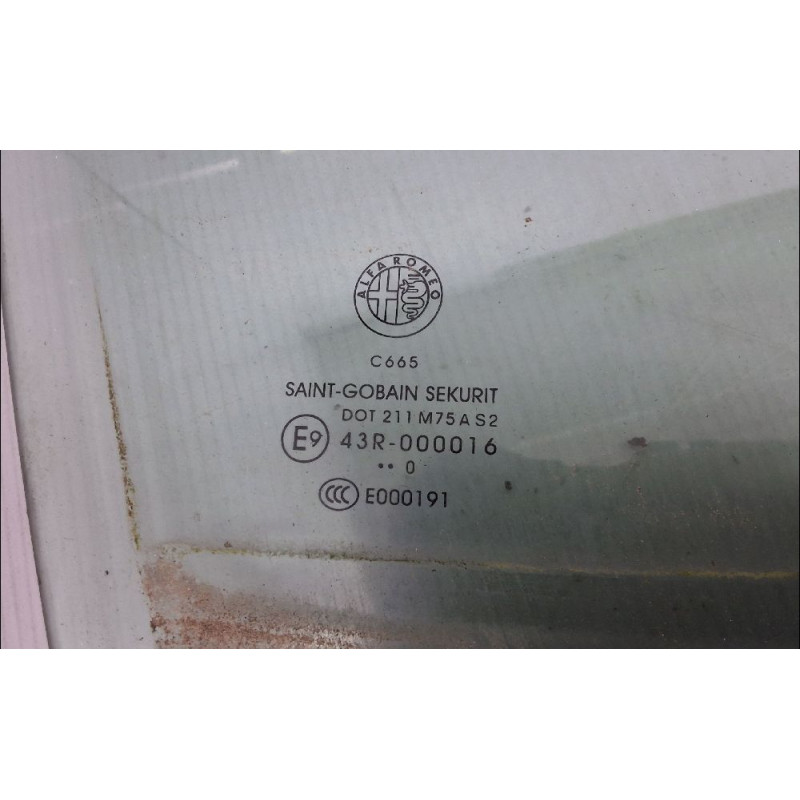 ALFA ROMEO
C665
SAINT-GOBAIN SEKURIT
DOT 211 M75 A S2
E9 43R-000016
•• 0
CCC E000191